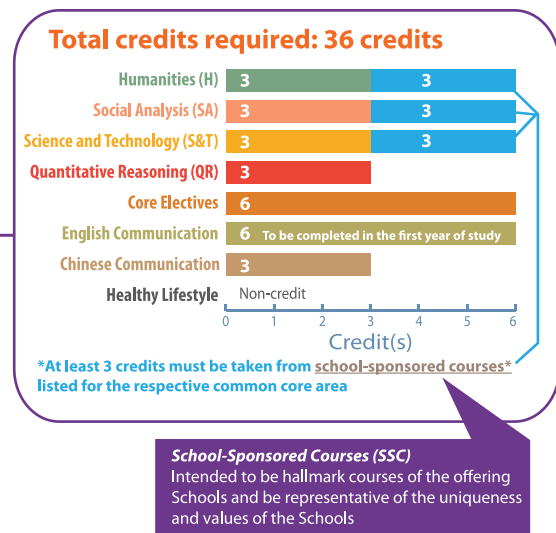 Total credits required: 36 credits
Humanities (H) 3 3
Social Analysis (SA) 3 3
Science and Technology (S&T) 3 3
Quantitative Reasoning (QR) 3
Core Electives 6
English Communication 6 To be completed in the first year of study
Chinese Communication 3
Healthy Lifestyle Non-credit
0 1 2 3 4 5 6
Credit(s)
*At least 3 credits must be taken from school-sponsored courses*
listed for the respective common core area
School-Sponsored Courses (SSC)
Intended to be hallmark courses of the offering
Schools and be representative of the uniqueness
and values of the Schools